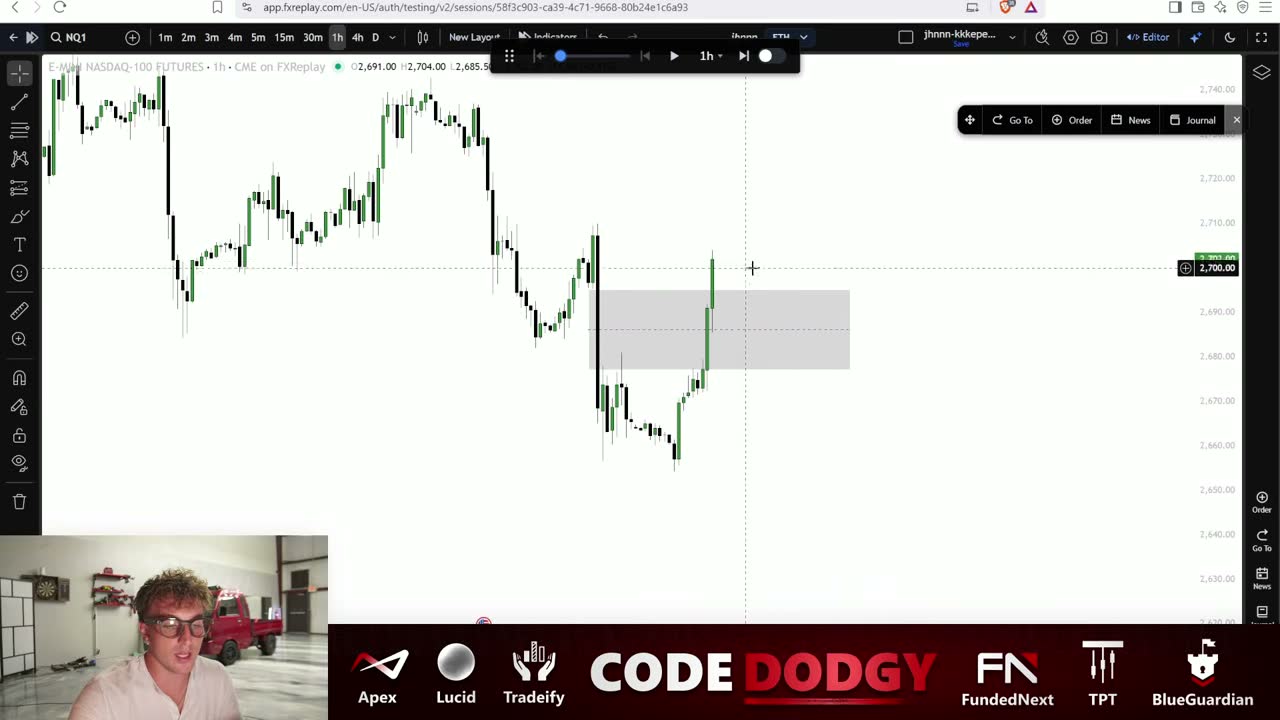 app.fxreplay.com/en-US/auth/testing/v2/sessions/58f3c903-ca39-4c71-9668-80b24e1c6a93
NQ1 1m 2m 3m 4m 5m 15m 30m 1h 4h D New Layout Indicators jhnnn ETH jhnnn-kkkepe... Save Editor
E-Mini NASDAQ-100 FUTURES · 1h · CME on FXReplay O2,691.00 H2,704.00 L2,685.50
1h
2,740.00
Go To Order News Journal
2,720.00
2,710.00
2,700.00
2,690.00
2,680.00
2,670.00
2,660.00
2,650.00
2,640.00
2,630.00
Order
Go To
News
CODE DODGY
Apex Lucid Tradeify FundedNext TPT BlueGuardian